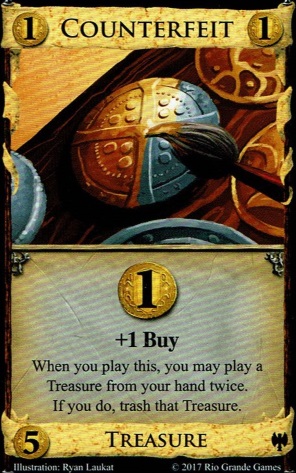 1 COUNTERFEIT 1
1
+1 Buy
When you play this, you may play a
Treasure from your hand twice.
If you do, trash that Treasure.
5 TREASURE
Illustration: Ryan Laukat © 2017 Rio Grande Games